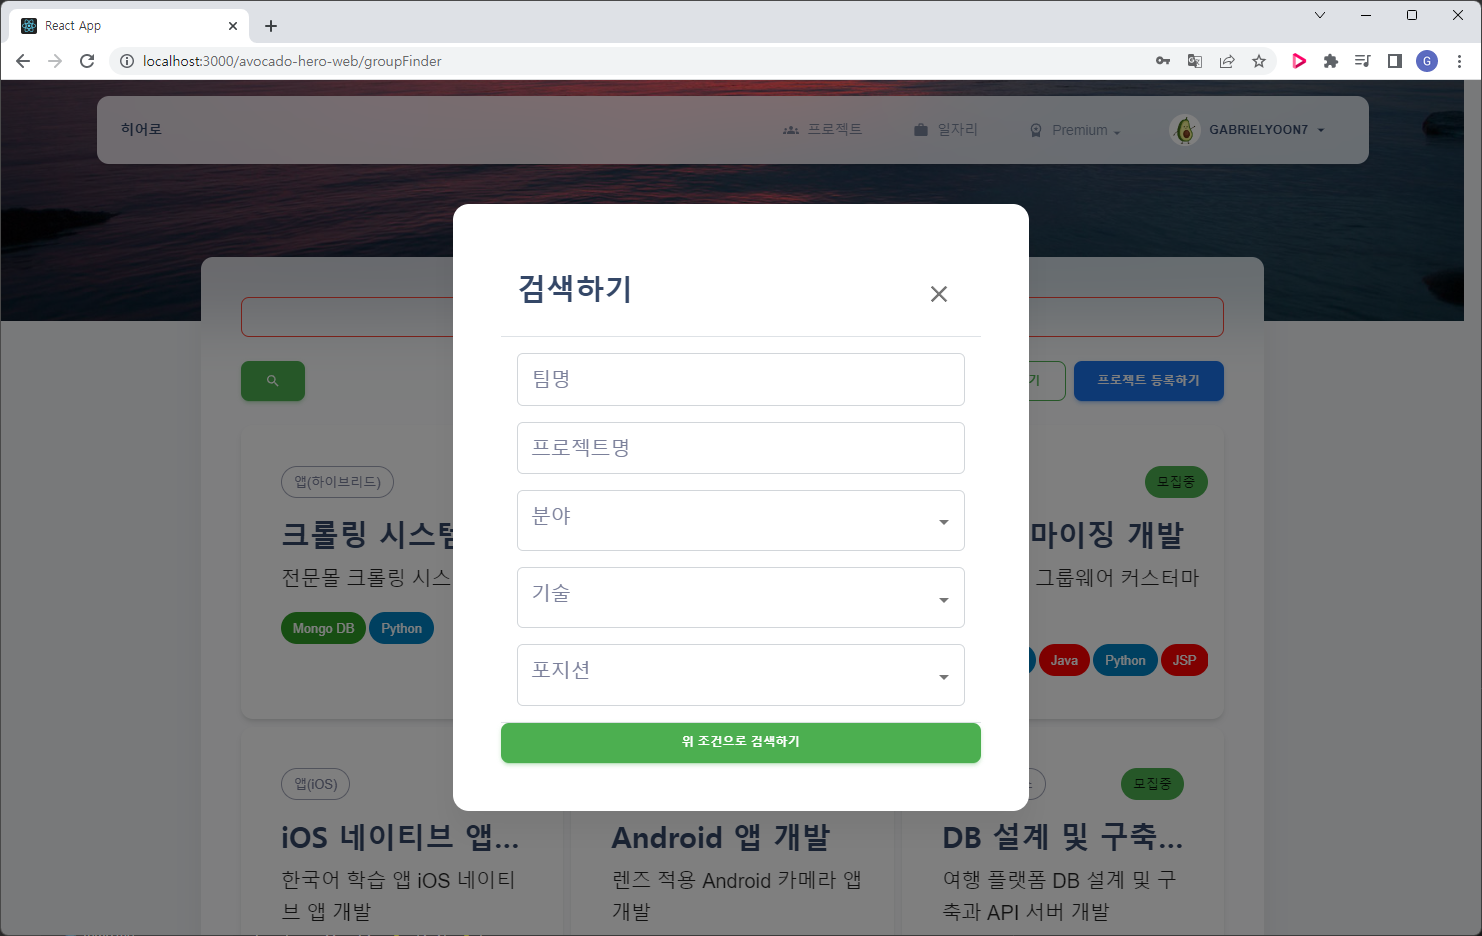 React App
localhost:3000/avocado-hero-web/groupFinder
G
히어로
프로젝트
일자리
Premium
GABRIELYOON7
검색하기
팀명
프로젝트명
분야
기술
포지션
위 조건으로 검색하기
기
프로젝트 등록하기
앱(하이브리드)
크롤링 시스템
전문몰 크롤링 시스
Mongo DB
Python
모집중
마이징 개발
그룹웨어 커스터마
Java
Python
JSP
앱(iOS)
iOS 네이티브 앱...
한국어 학습 앱 iOS 네이티
브 앱 개발
Android 앱 개발
렌즈 적용 Android 카메라 앱
개발
모집중
DB 설계 및 구축...
여행 플랫폼 DB 설계 및 구
축과 API 서버 개발